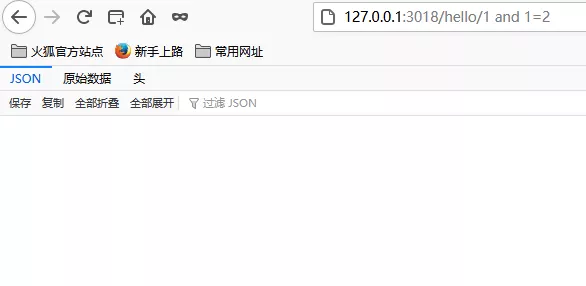 127.0.0.1:3018/hello/1 and 1=2
火狐官方站点 新手上路 常用网址
JSON 原始数据 头
保存 复制 全部折叠 全部展开 过滤 JSON